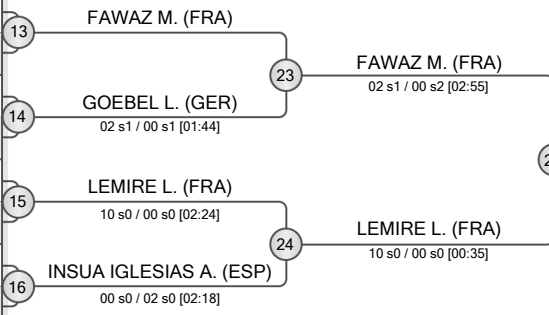 13
FAWAZ M. (FRA)
23
FAWAZ M. (FRA)
02 s1 / 00 s2 [02:55]
14
GOEBEL L. (GER)
02 s1 / 00 s1 [01:44]
15
LEMIRE L. (FRA)
10 s0 / 00 s0 [02:24]
24
LEMIRE L. (FRA)
10 s0 / 00 s0 [00:35]
16
INSUA IGLESIAS A. (ESP)
00 s0 / 02 s0 [02:18]